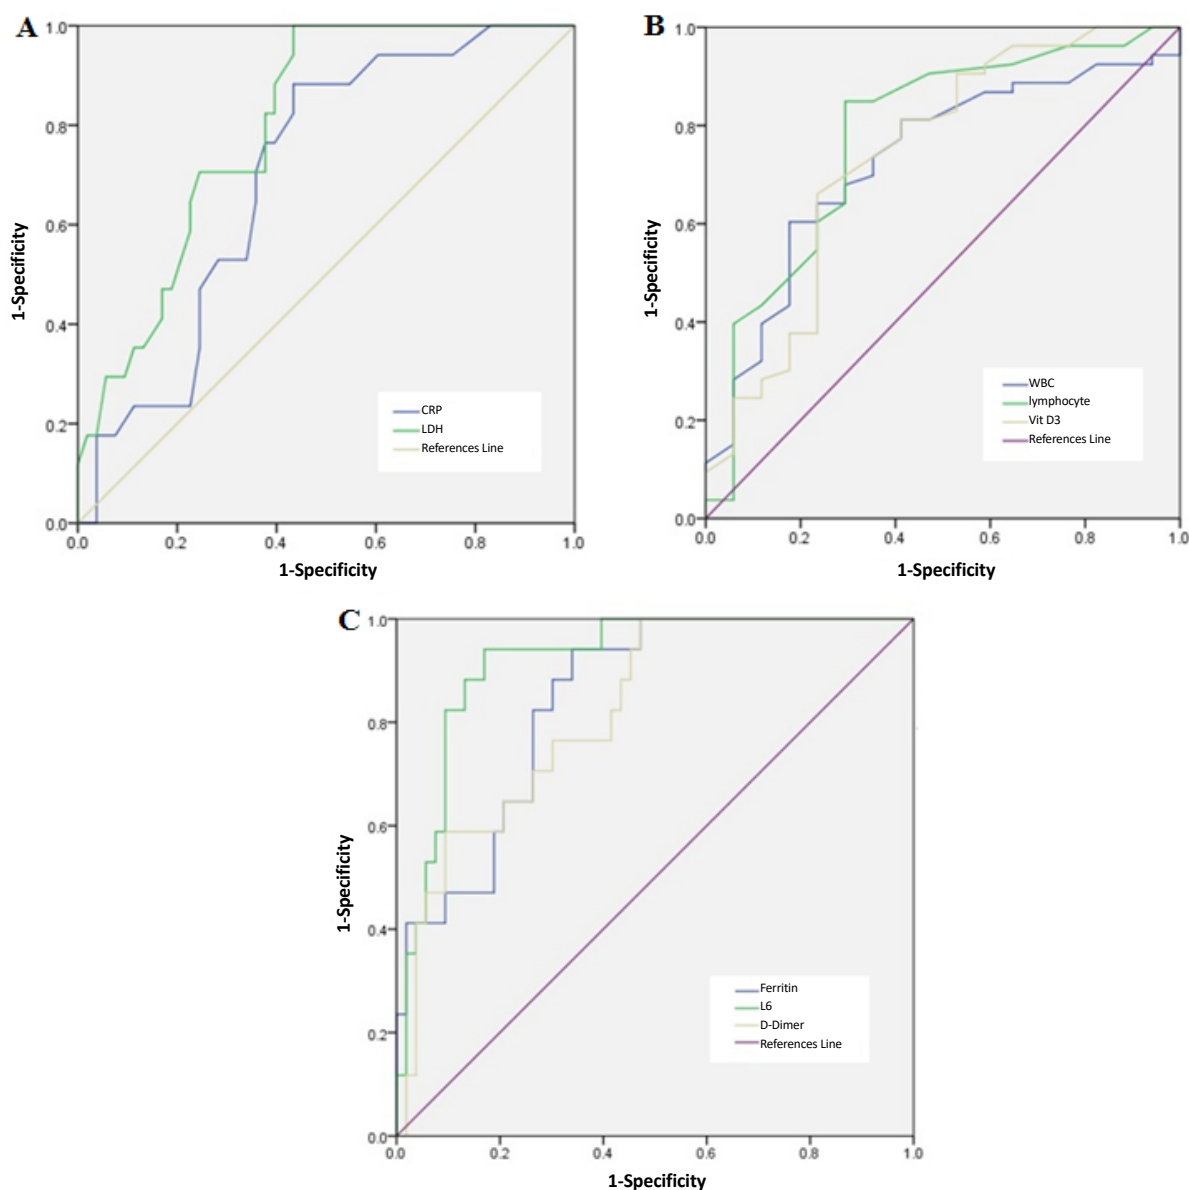 A
1.0
0.8
0.6
0.4
0.2
0.0
1-Specificity
CRP
LDH
References Line
0.0 0.2 0.4 0.6 0.8 1.0
1-Specificity
B
1.0
0.8
0.6
0.4
0.2
0.0
1-Specificity
WBC
lymphocyte
Vit D3
References Line
0.0 0.2 0.4 0.6 0.8 1.0
1-Specificity
C
1.0
0.8
0.6
0.4
0.2
0.0
1-Specificity
Ferritin
L6
D-Dimer
References Line
0.0 0.2 0.4 0.6 0.8 1.0
1-Specificity